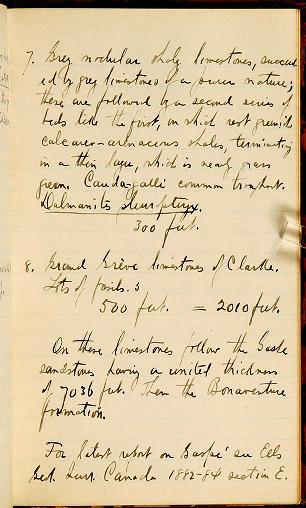 7. Grey nodular shaly limestones, succeed-
ed by grey limestones of a purer nature;
these are followed by a second series of
beds like the first, on which rest greenish
calcareo-arenaceous shales, terminating
in a thin layer, which is nearly grass
green. Cauda-galli common throughout.
Dalmanites pleuroptyx.
300 feet.
8. Grand Grève limestones of Clarke.
Lots of fossils.
500 feet. = 2010 feet.
On these limestones follow the Gaspé
sandstones having a united thickness
of 7036 feet. Then the Bonaventure
formation.
For latest report on Gaspé see Ells
Geol. Surv. Canada 1882-84 section E.